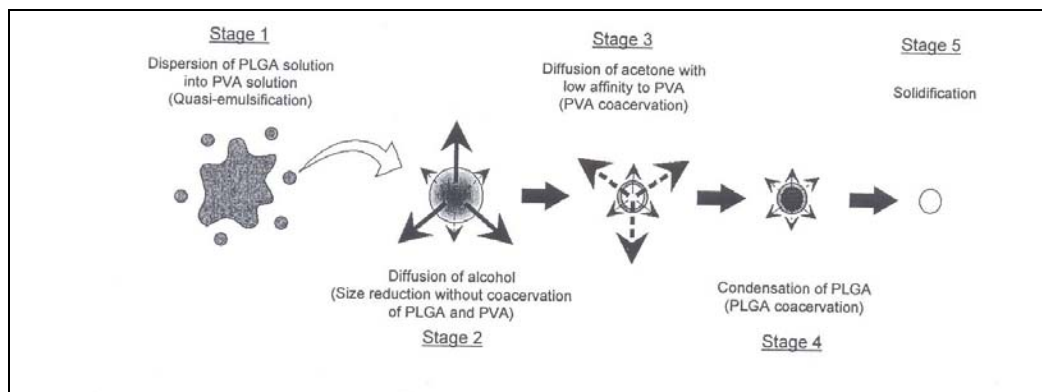 Stage 1
Dispersion of PLGA solution
into PVA solution
(Quasi-emulsification)
Diffusion of alcohol
(Size reduction without coacervation
of PLGA and PVA)
Stage 2
Stage 3
Diffusion of acetone with
low affinity to PVA
(PVA coacervation)
Condensation of PLGA
(PLGA coacervation)
Stage 4
Stage 5
Solidification